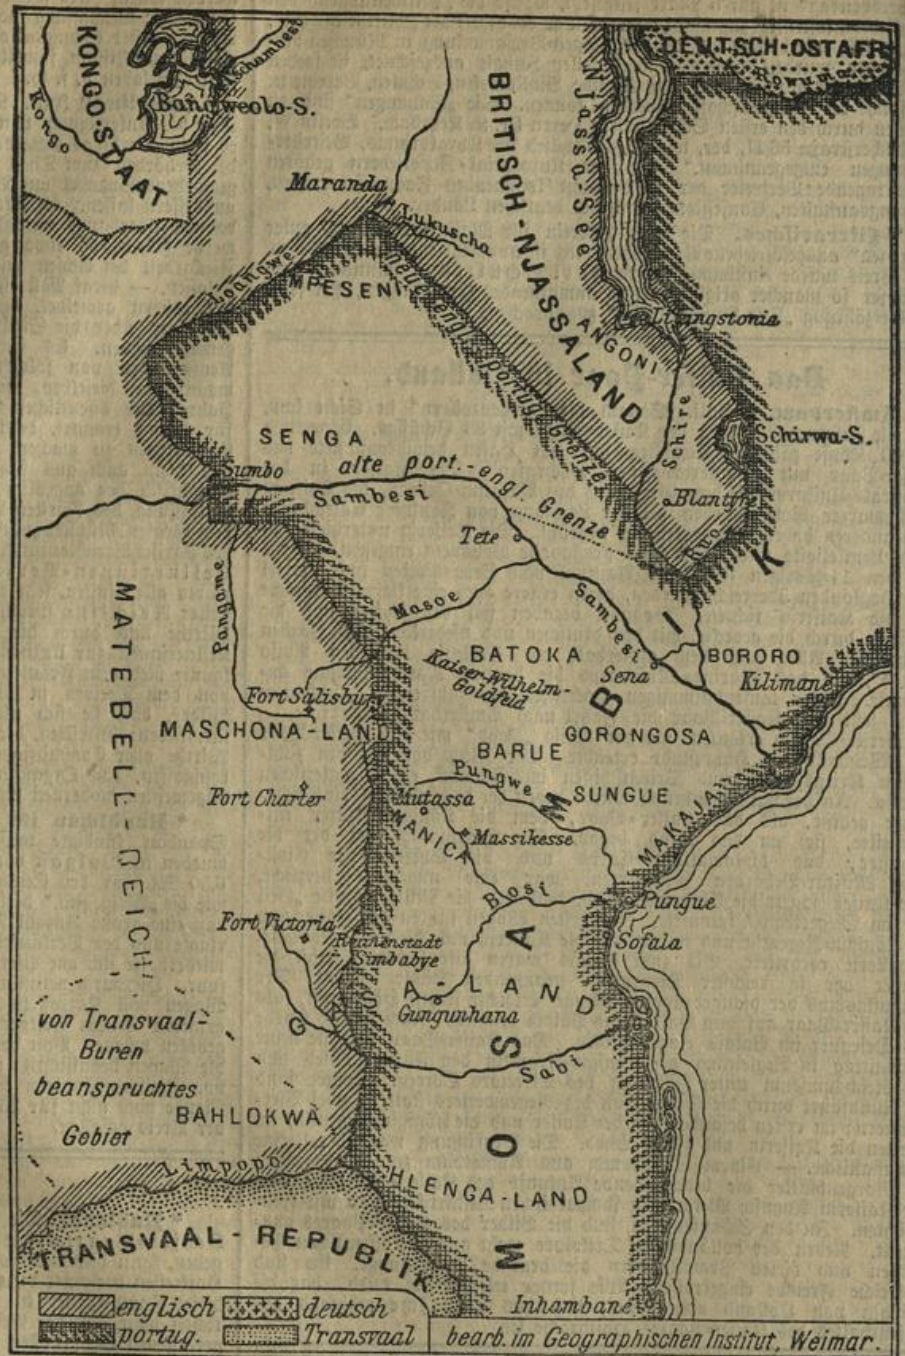 KONGO-STAAT
Kongo
Schambesi
Bangweolo-S.
DEUTSCH-OSTAFR
Rowuma
Njassa-See
BRITISCH-NJASSALAND
Maranda
Lukuscha
Loangwe
MPESENI
neue engl. portug. Grenze
ANGONI
Livingstonia
Schire
Schirwa-S.
Blantyre
Ruo
SENGA
Sumbo
alte port.-engl. Grenze
Sambesi
Tete
Pangame
Masoe
Sambesi
MATEBELE-REICH
BATOKA
Kaiser-Wilhelm-
Goldfeld
Sena
BORORO
Kilimane
Fort Salisbury
MASCHONA-LAND
GORONGOSA
BARUE
Pungwe
SUNGUE
Fort Charter
Mutassa
MANICA
Massikesse
MAKAJA
Busi
Pungue
Fort Victoria
Ruinenstadt
Simbabye
Sofala
GASA-LAND
Gungunhana
Sabi
von Transvaal-
Buren
beanspruchtes
Gebiet
BAHLOKWA
Limpopo
HLENGA-LAND
MOSAMBIK
TRANSVAAL-REPUBLIK
Inhambane
englisch
deutsch
portug.
Transvaal
bearb. im Geographischen Institut, Weimar.